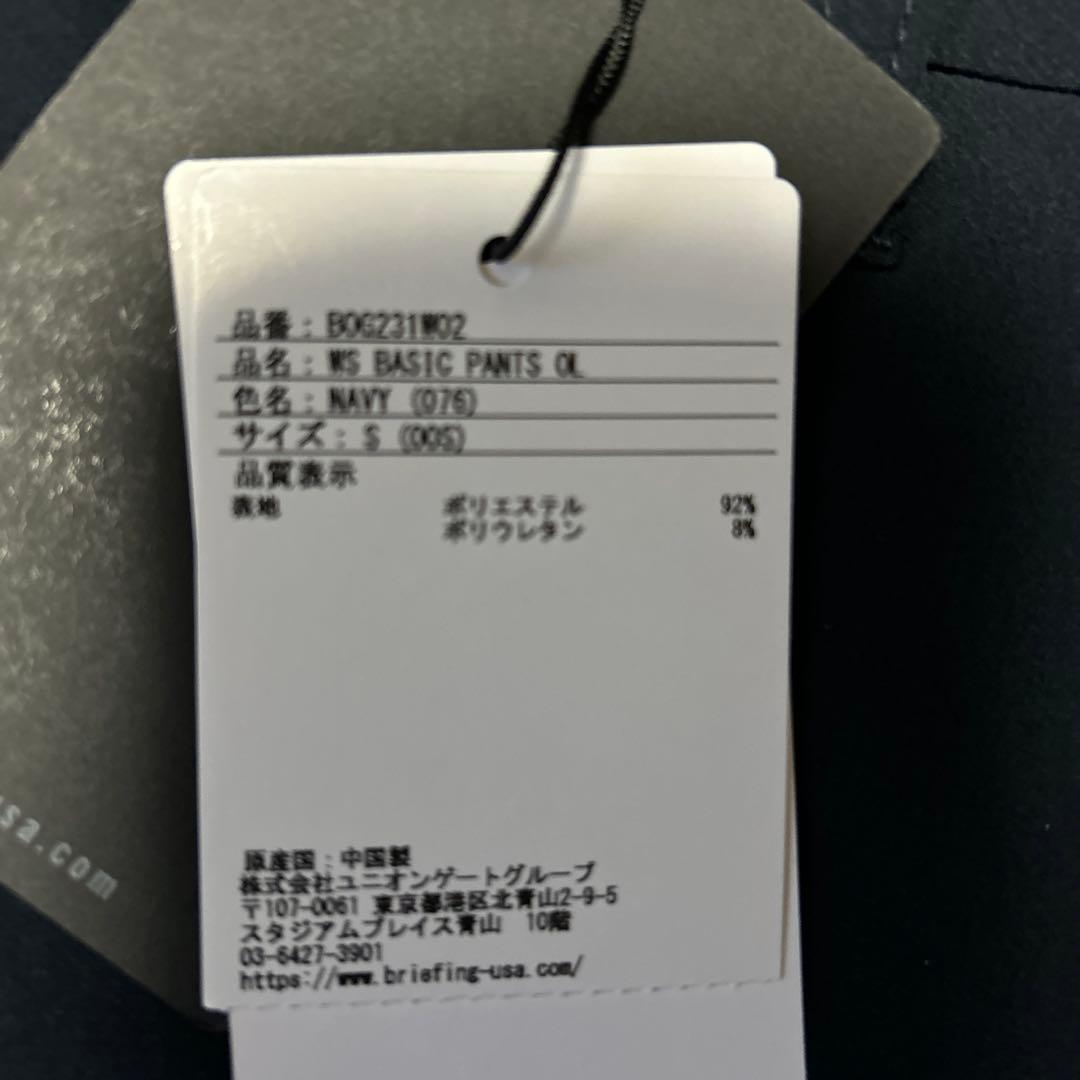 品番：BOG231W02
品名：WS BASIC PANTS OL
色名：NAVY (076)
サイズ：S (00S)
品質表示
表地 ポリエステル 92%
ポリウレタン 8%
原産国：中国製
株式会社ユニオンゲートグループ
〒107-0061 東京都港区北青山2-9-5
スタジアムプレイス青山 10階
03-6427-3901
https://www.briefing-usa.com/
usa.com